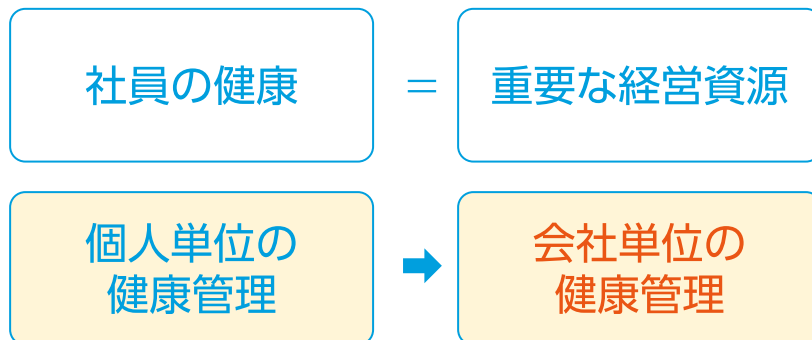 社員の健康 = 重要な経営資源
個人単位の
健康管理
会社単位の
健康管理